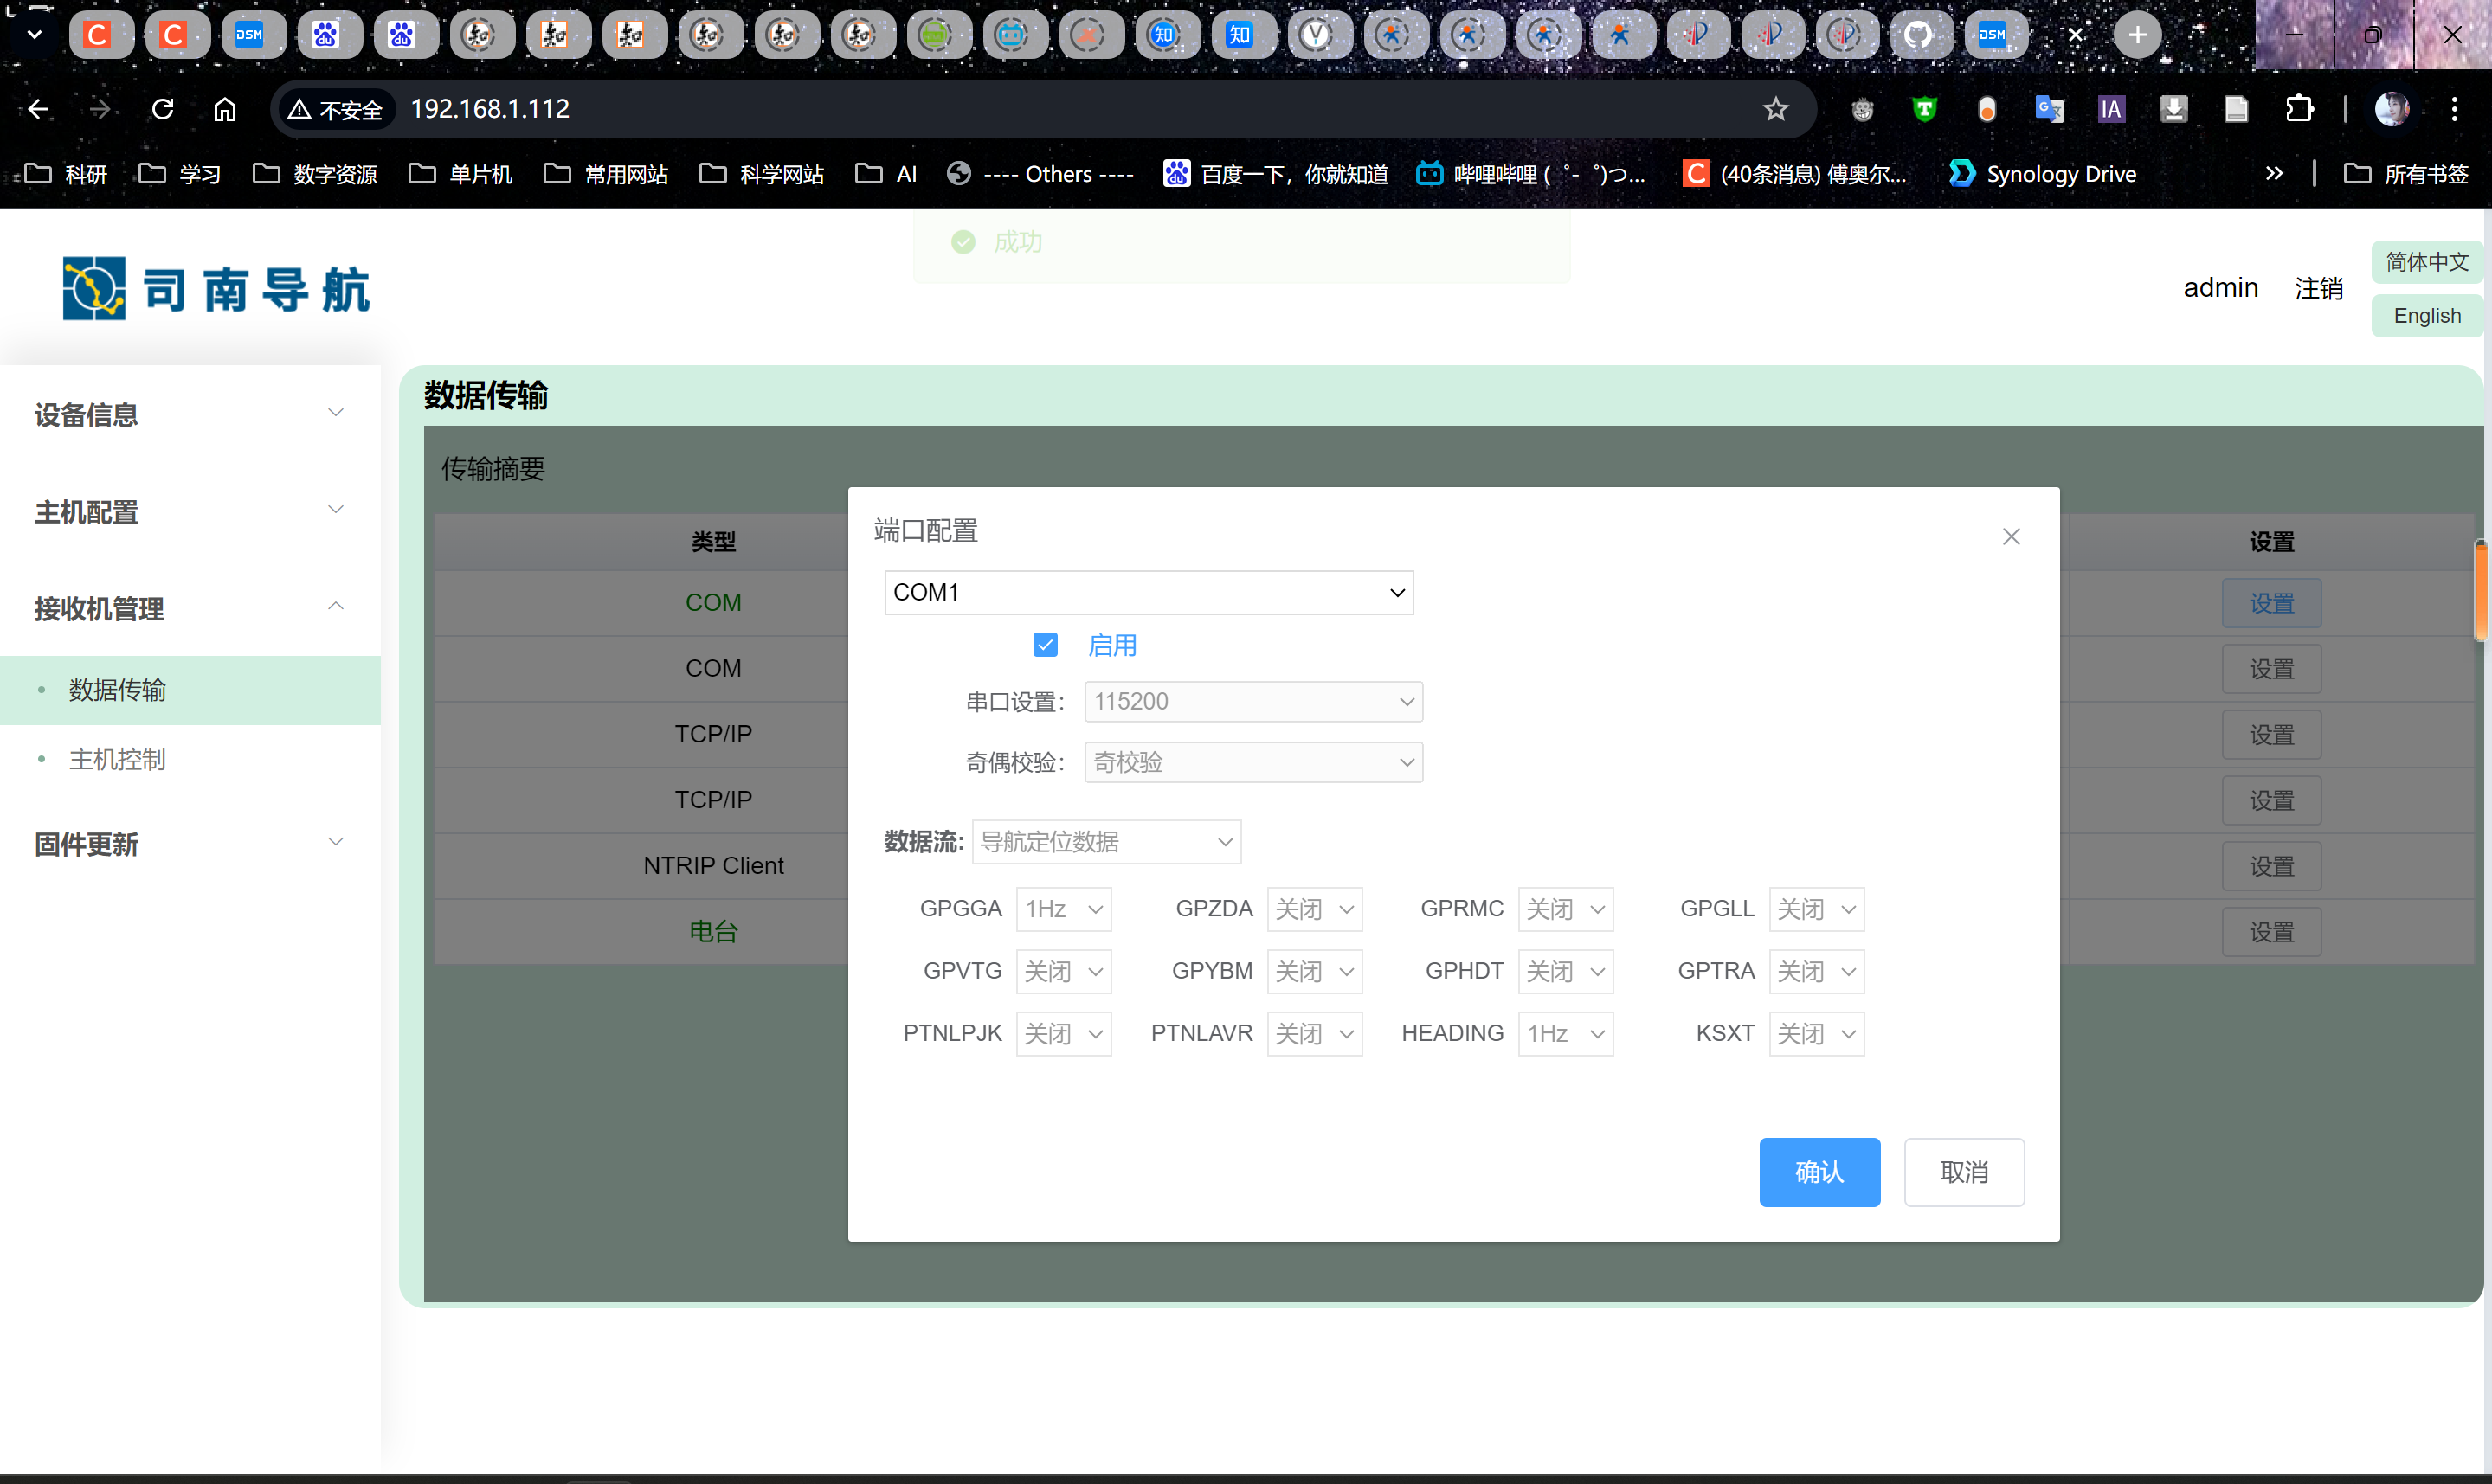 不安全 192.168.1.112
科研 学习 数字资源 单片机 常用网站 科学网站 AI ---- Others ---- 百度一下，你就知道 哔哩哔哩 (゜-゜)つ... (40条消息) 傅奥尔... Synology Drive 所有书签
成功
司南导航
admin 注销
简体中文
English
设备信息
主机配置
接收机管理
数据传输
主机控制
固件更新
数据传输
传输摘要
类型 设置
COM 设置
COM 设置
TCP/IP 设置
TCP/IP 设置
NTRIP Client 设置
电台 设置
端口配置
COM1
启用
串口设置： 115200
奇偶校验： 奇校验
数据流: 导航定位数据
GPGGA 1Hz GPZDA 关闭 GPRMC 关闭 GPGLL 关闭
GPVTG 关闭 GPYBM 关闭 GPHDT 关闭 GPTRA 关闭
PTNLPJK 关闭 PTNLAVR 关闭 HEADING 1Hz KSXT 关闭
确认 取消